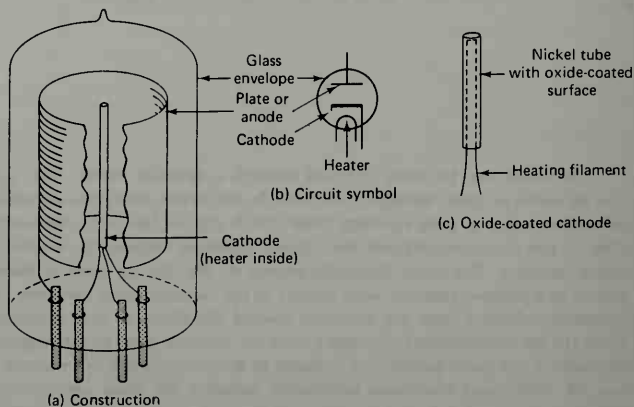 Glass
envelope
Plate or
anode
Cathode
Heater
(b) Circuit symbol
Cathode
(heater inside)
(a) Construction
Nickel tube
with oxide-coated
surface
Heating filament
(c) Oxide-coated cathode